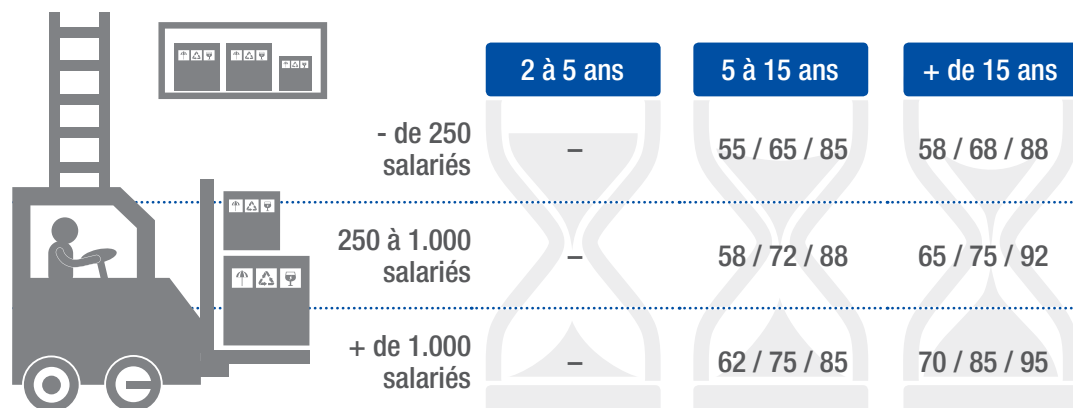 2 à 5 ans 5 à 15 ans + de 15 ans
- de 250
salariés
– 55 / 65 / 85 58 / 68 / 88
250 à 1.000
salariés
– 58 / 72 / 88 65 / 75 / 92
+ de 1.000
salariés
– 62 / 75 / 85 70 / 85 / 95